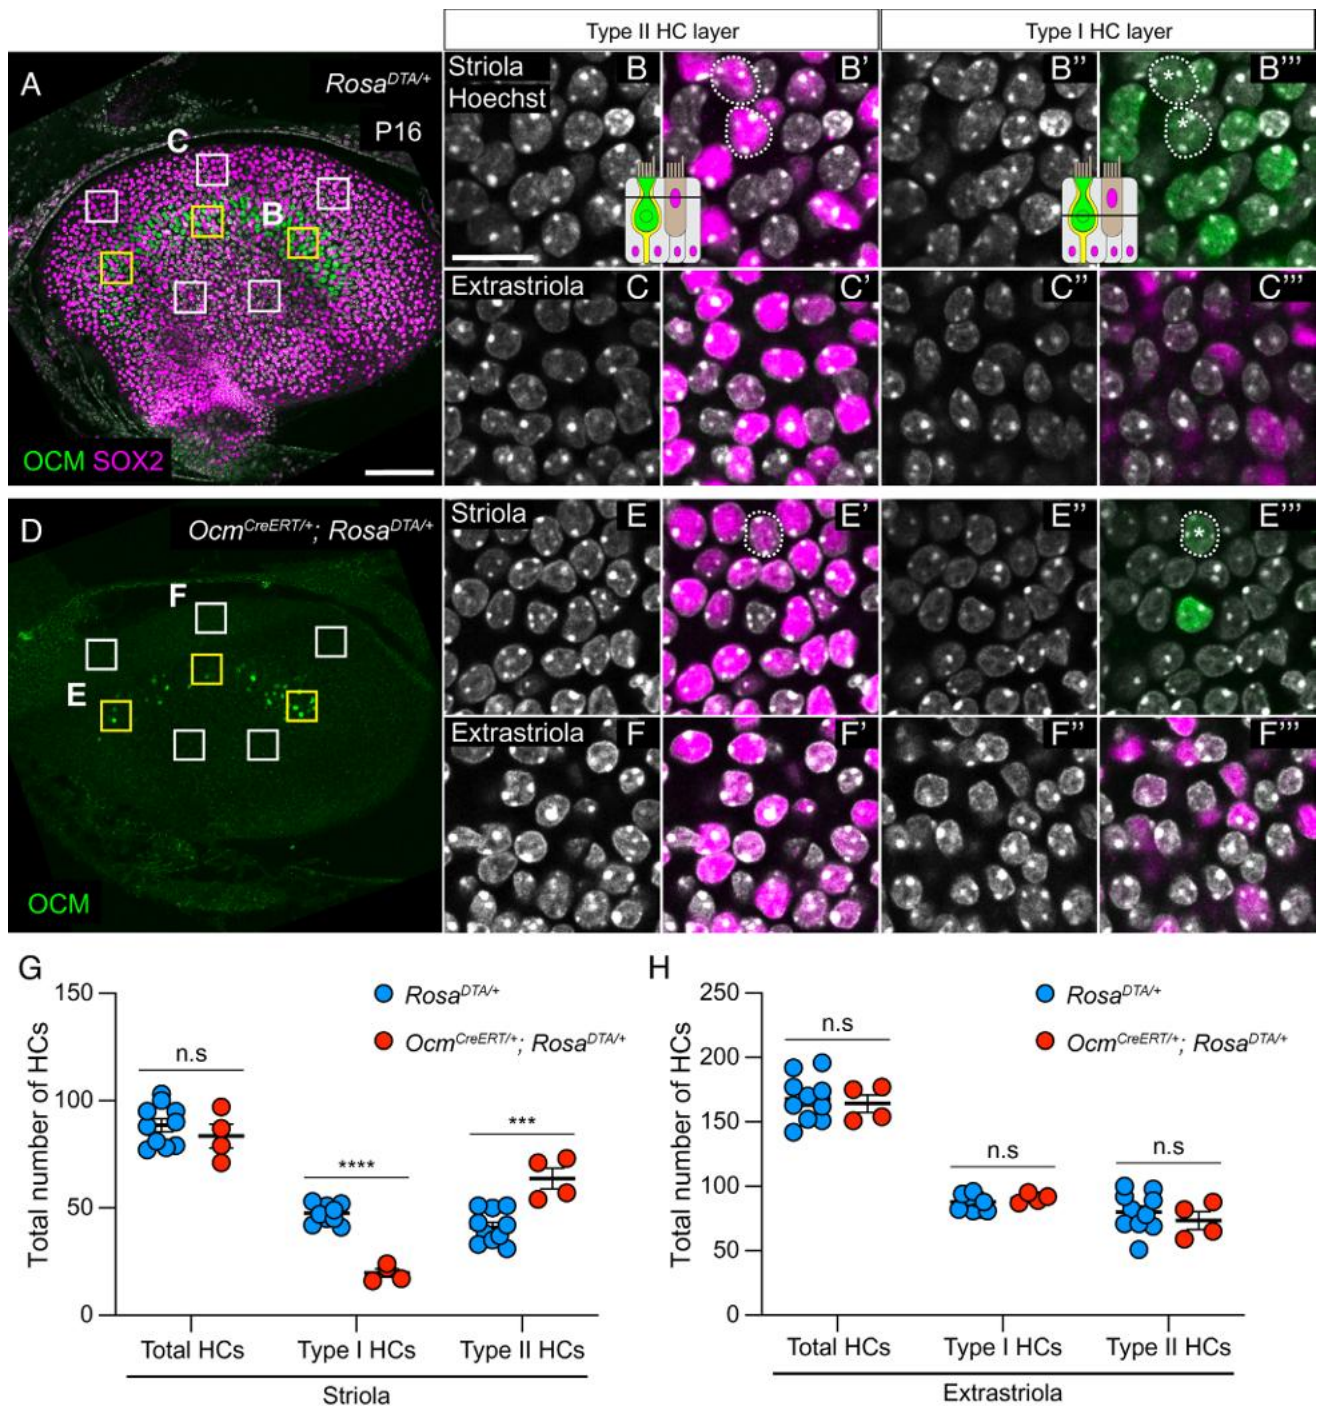 Type II HC layer
Type I HC layer
A
Rosa^DTA/+
P16
C
B
OCM SOX2
Striola
Hoechst
B
B'
B''
B'''
*
*
Extrastriola
C
C'
C''
C'''
D
Ocm^CreERT/+; Rosa^DTA/+
F
E
OCM
Striola
E
E'
E''
E'''
*
Extrastriola
F
F'
F''
F'''
G
150
100
50
0
Total number of HCs
Rosa^DTA/+
Ocm^CreERT/+; Rosa^DTA/+
n.s
****
***
Total HCs
Type I HCs
Type II HCs
Striola
H
250
200
150
100
50
0
Total number of HCs
Rosa^DTA/+
Ocm^CreERT/+; Rosa^DTA/+
n.s
n.s
n.s
Total HCs
Type I HCs
Type II HCs
Extrastriola